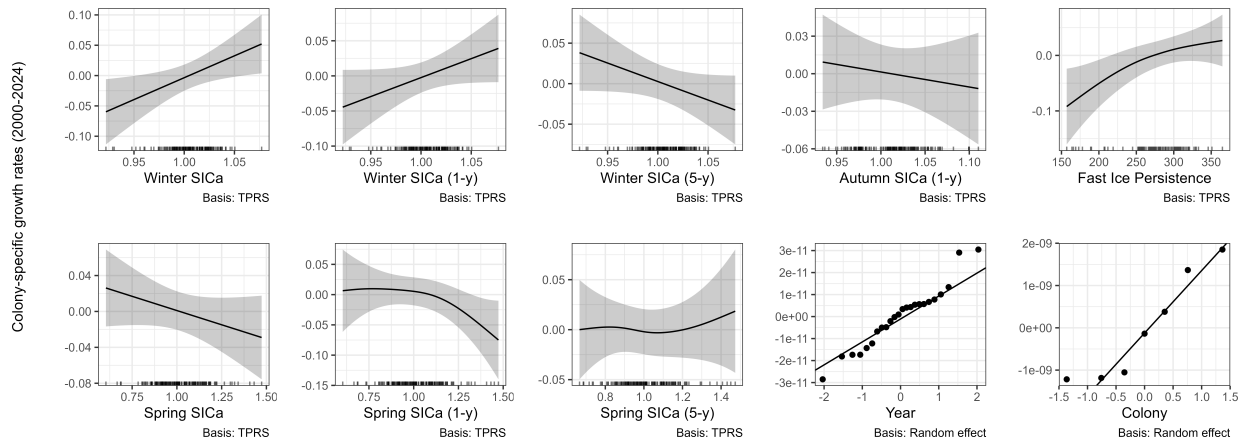 Colony-specific growth rates (2000-2024)
0.10
0.05
0.00
-0.05
-0.10
0.95 1.00 1.05
Winter SICa
Basis: TPRS
0.05
0.00
-0.05
-0.10
0.95 1.00 1.05
Winter SICa (1-y)
Basis: TPRS
0.05
0.00
-0.05
0.95 1.00 1.05
Winter SICa (5-y)
Basis: TPRS
0.03
0.00
-0.03
-0.06
0.95 1.00 1.05 1.10
Autumn SICa (1-y)
Basis: TPRS
0.0
-0.1
150 200 250 300 350
Fast Ice Persistence
Basis: TPRS
0.04
0.00
-0.04
-0.08
0.75 1.00 1.25 1.50
Spring SICa
Basis: TPRS
0.05
0.00
-0.05
-0.10
-0.15
0.75 1.00 1.25 1.50
Spring SICa (1-y)
Basis: TPRS
0.05
0.00
-0.05
0.8 1.0 1.2 1.4
Spring SICa (5-y)
Basis: TPRS
3e-11
2e-11
1e-11
0e+00
-1e-11
-2e-11
-3e-11
-2 -1 0 1 2
Year
Basis: Random effect
2e-09
1e-09
0e+00
-1e-09
-1.5 -1.0 -0.5 0.0 0.5 1.0 1.5
Colony
Basis: Random effect